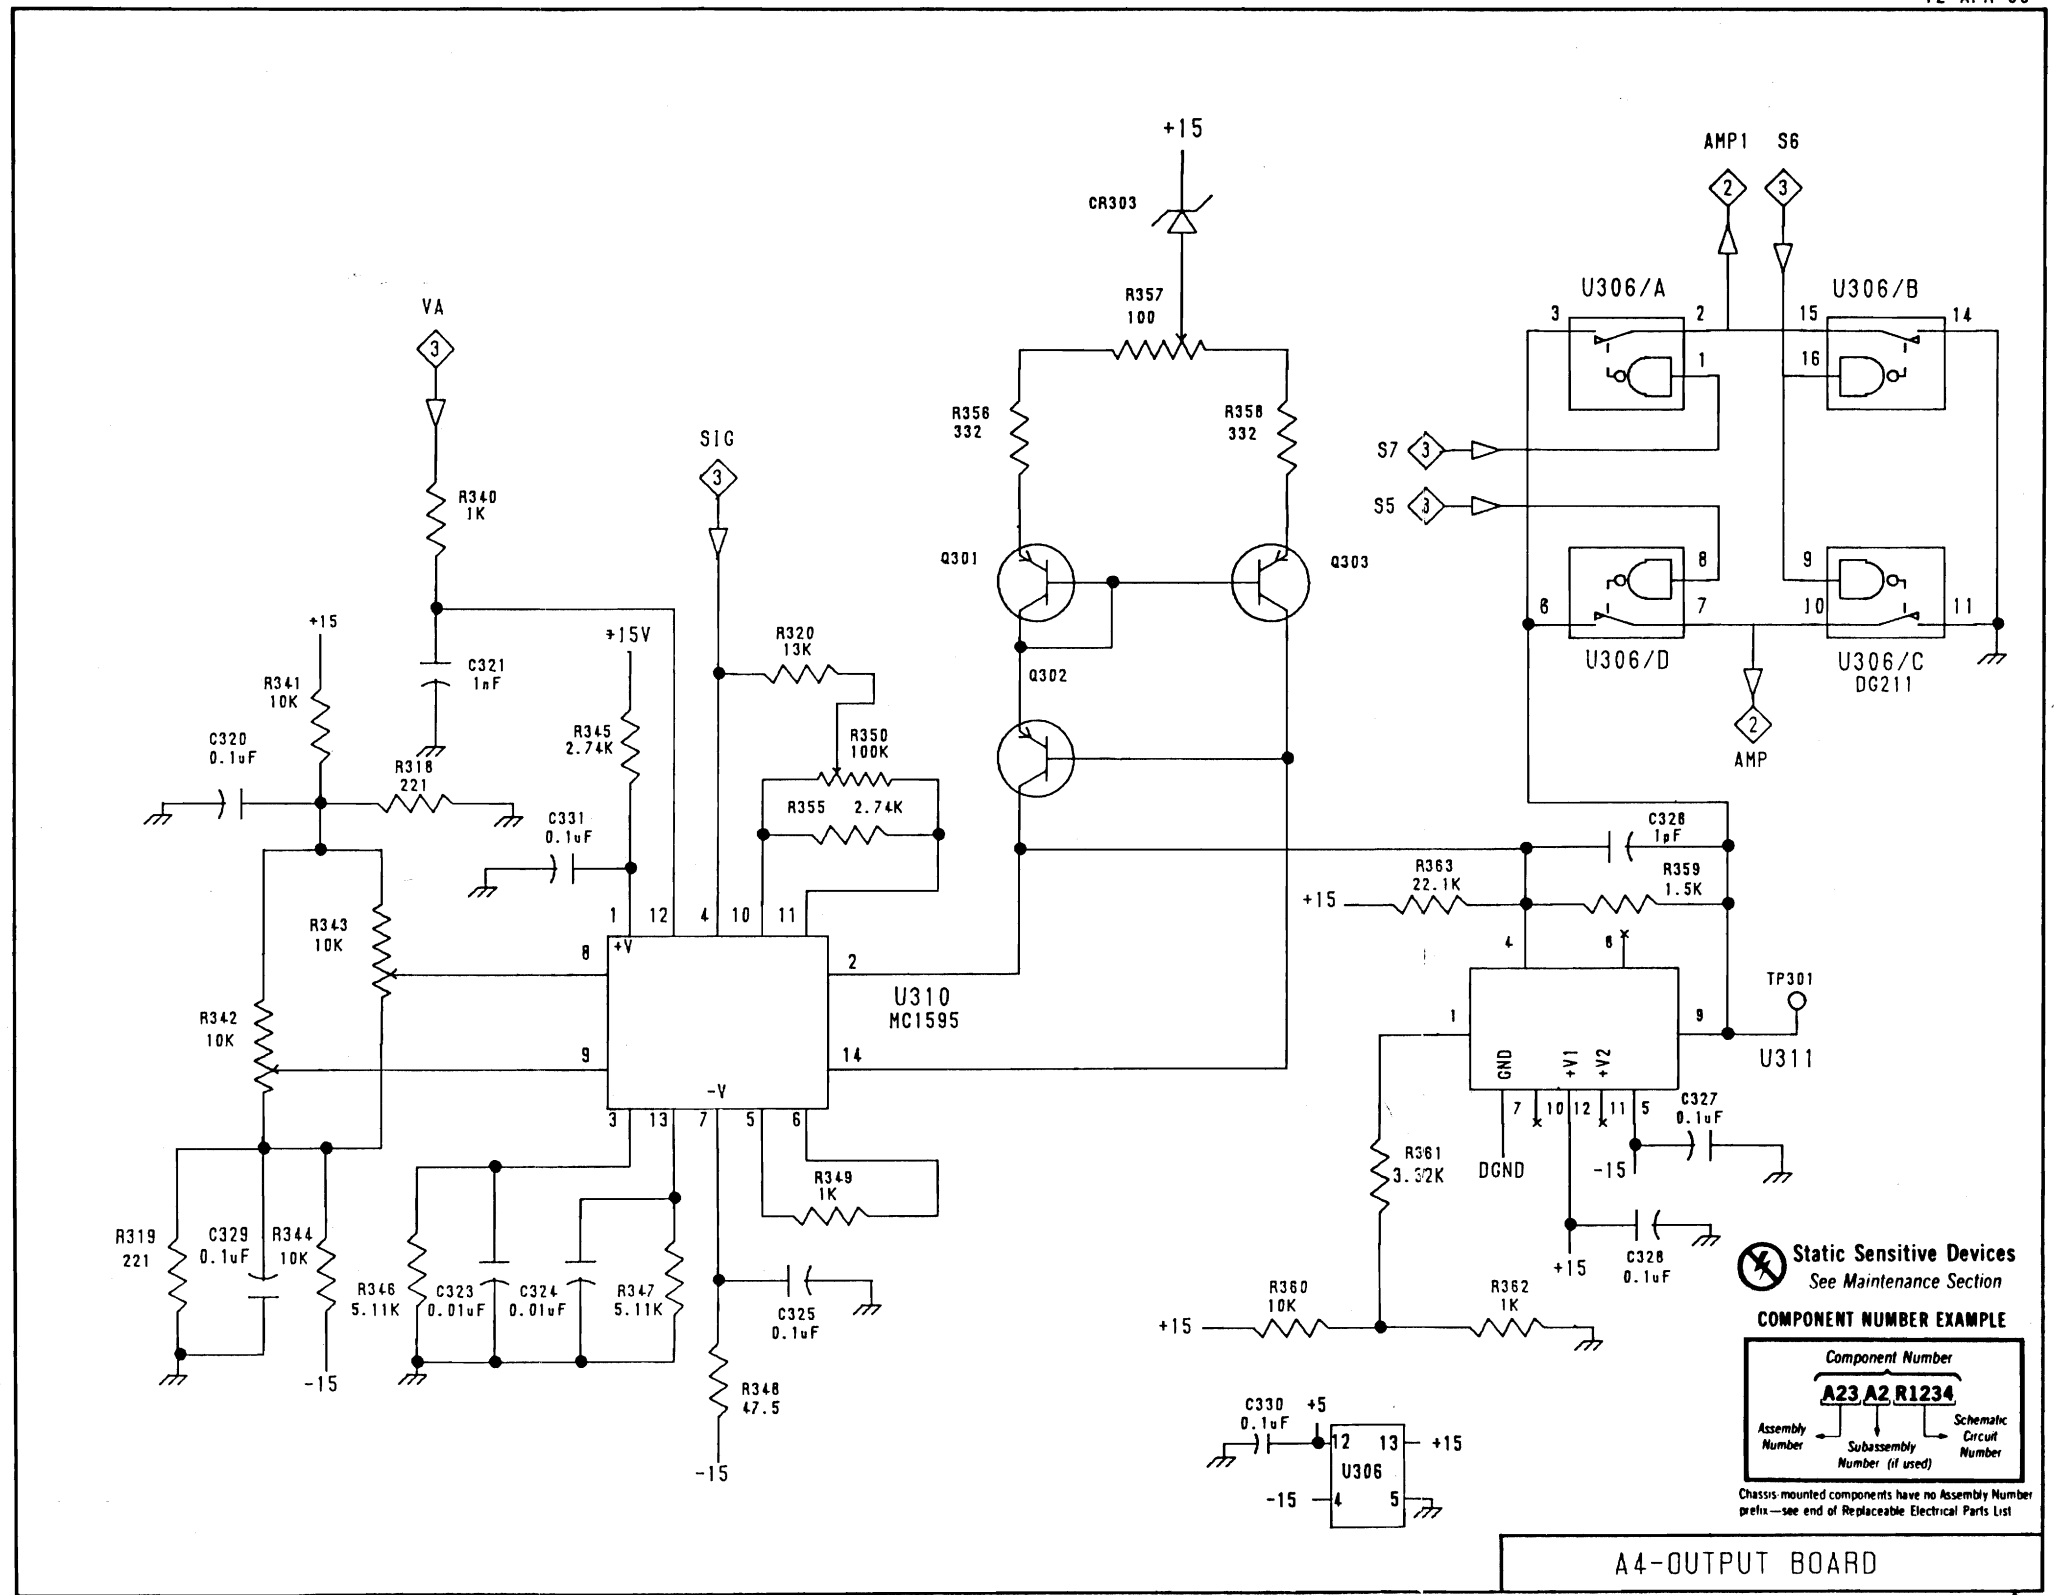 +15
AMP1 S6
2 3
CR303
U306/A U306/B
R357
100
3 2 15 14
1 16
VA
3
R356
332
R358
332
SIG
3
S7 3
S5 3
R340
1K
Q301 Q303
8 9
6 7 10 11
U306/D U306/C
DG211
+15
+15V
R320
13K
Q302
C321
1nF
R341
10K
2
AMP
C320
0.1uF
R345
2.74K
R350
100K
R318
221
R355 2.74K
C331
0.1uF
C326
1pF
R363
22.1K
R359
1.5K
+15
1 12 4 10 11
R343
10K
+V
8
2
4 8
U310
MC1595
TP301
R342
10K
1 9
U311
9 14
GND +V1 +V2
-V
3 13 7 5 6
7 10 12 11 5
C327
0.1uF
R361
3.32K
DGND
-15
R349
1K
R319
221
C329
0.1uF
R344
10K
C328
0.1uF
+15
R346
5.11K
C323
0.01uF
C324
0.01uF
R347
5.11K
C325
0.1uF
R360
10K
R362
1K
+15
-15
R348
47.5
-15
C330
0.1uF
+5
12 13 +15
U306
-15 4 5
Static Sensitive Devices
See Maintenance Section
COMPONENT NUMBER EXAMPLE
Component Number
A23 A2 R1234
Assembly
Number
Subassembly
Number (if used)
Schematic
Circuit
Number
Chassis-mounted components have no Assembly Number
prefix—see end of Replaceable Electrical Parts List
A4-OUTPUT BOARD